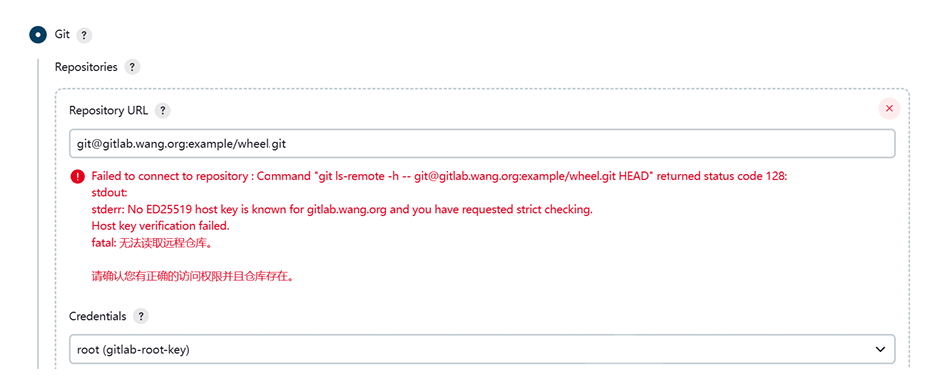 Git ?
Repositories ?
Repository URL ?
git@gitlab.wang.org:example/wheel.git
Failed to connect to repository : Command "git ls-remote -h -- git@gitlab.wang.org:example/wheel.git HEAD" returned status code 128:
stdout:
stderr: No ED25519 host key is known for gitlab.wang.org and you have requested strict checking.
Host key verification failed.
fatal: 无法读取远程仓库。
请确认您有正确的访问权限并且仓库存在。
Credentials ?
root (gitlab-root-key)